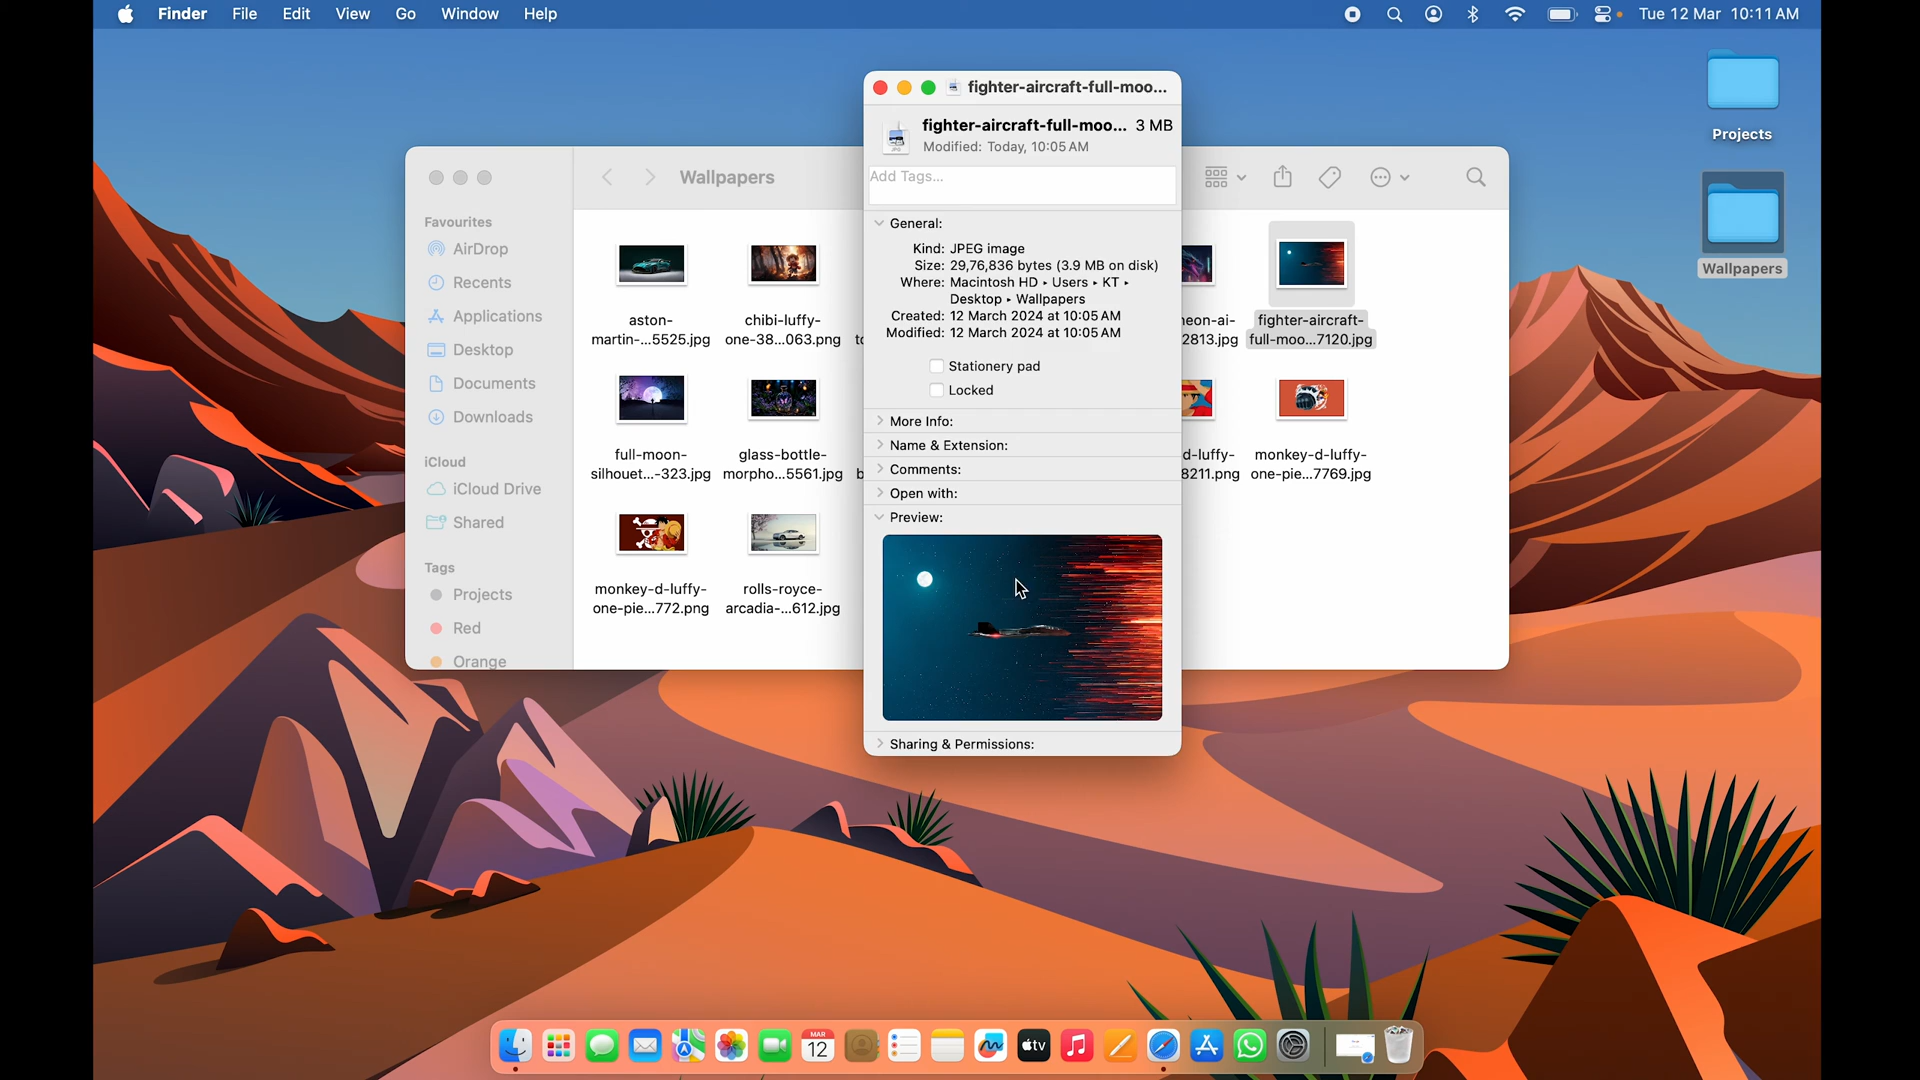 Finder File Edit View Go Window Help
Tue 12 Mar 10:11 AM
Projects
Wallpapers
fighter-aircraft-full-moo...
fighter-aircraft-full-moo... 3 MB
Modified: Today, 10:05 AM
Add Tags...
General:
Kind: JPEG image
Size: 29,76,836 bytes (3.9 MB on disk)
Where: Macintosh HD ▸ Users ▸ KT ▸
Desktop ▸ Wallpapers
Created: 12 March 2024 at 10:05 AM
Modified: 12 March 2024 at 10:05 AM
Stationery pad
Locked
More Info:
Name & Extension:
Comments:
Open with:
Preview:
Sharing & Permissions:
Wallpapers
Favourites
AirDrop
Recents
Applications
Desktop
Documents
Downloads
iCloud
iCloud Drive
Shared
Tags
Projects
Red
Orange
aston-
martin-...5525.jpg
chibi-luffy-
one-38...063.png
neon-ai-
2813.jpg
fighter-aircraft-
full-moo...7120.jpg
full-moon-
silhouet...-323.jpg
glass-bottle-
morpho...5561.jpg
d-luffy-
8211.png
monkey-d-luffy-
one-pie...7769.jpg
monkey-d-luffy-
one-pie...772.png
rolls-royce-
arcadia-...612.jpg
MAR
12
tv